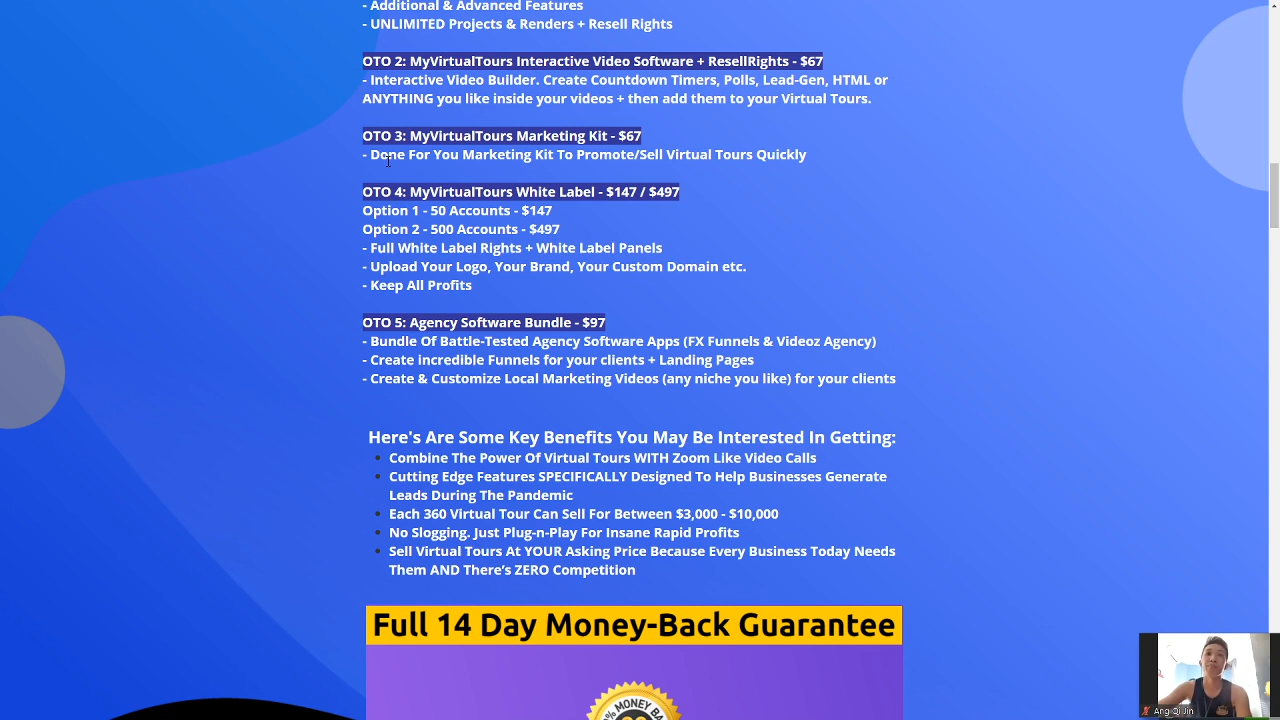 - Additional & Advanced Features
- UNLIMITED Projects & Renders + Resell Rights
OTO 2: MyVirtualTours Interactive Video Software + ResellRights - $67
- Interactive Video Builder. Create Countdown Timers, Polls, Lead-Gen, HTML or
ANYTHING you like inside your videos + then add them to your Virtual Tours.
OTO 3: MyVirtualTours Marketing Kit - $67
- Done For You Marketing Kit To Promote/Sell Virtual Tours Quickly
OTO 4: MyVirtualTours White Label - $147 / $497
Option 1 - 50 Accounts - $147
Option 2 - 500 Accounts - $497
- Full White Label Rights + White Label Panels
- Upload Your Logo, Your Brand, Your Custom Domain etc.
- Keep All Profits
OTO 5: Agency Software Bundle - $97
- Bundle Of Battle-Tested Agency Software Apps (FX Funnels & Videoz Agency)
- Create incredible Funnels for your clients + Landing Pages
- Create & Customize Local Marketing Videos (any niche you like) for your clients
Here's Are Some Key Benefits You May Be Interested In Getting:
• Combine The Power Of Virtual Tours WITH Zoom Like Video Calls
• Cutting Edge Features SPECIFICALLY Designed To Help Businesses Generate
Leads During The Pandemic
• Each 360 Virtual Tour Can Sell For Between $3,000 - $10,000
• No Slogging. Just Plug-n-Play For Insane Rapid Profits
• Sell Virtual Tours At YOUR Asking Price Because Every Business Today Needs
Them AND There's ZERO Competition
Full 14 Day Money-Back Guarantee
MONEY
Ang Qi Jin